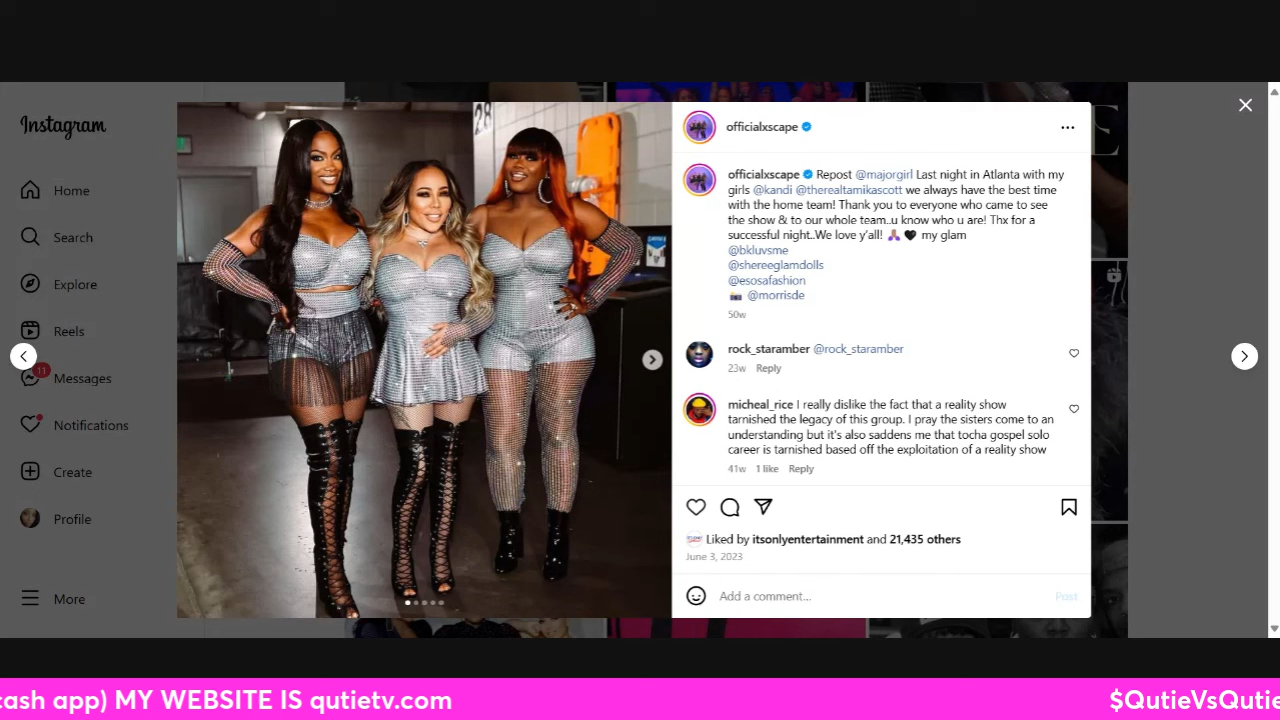 Instagram
Home
Search
Explore
Reels
11
Messages
Notifications
Create
Profile
More
28
officialxscape
officialxscape Repost @majorgirl Last night in Atlanta with my
girls @kandi @therealtamikascott we always have the best time
with the home team! Thank you to everyone who came to see
the show & to our whole team..u know who u are! Thx for a
successful night..We love y'all! 🙏🏽 🖤 my glam
@bkluvsme
@shereeglamdolls
@esosafashion
📸 @morrisde
50w
rock_staramber @rock_staramber
23w Reply
micheal_rice I really dislike the fact that a reality show
tarnished the legacy of this group. I pray the sisters come to an
understanding but it's also saddens me that tocha gospel solo
career is tarnished based off the exploitation of a reality show
41w 1 like Reply
Liked by itsonlyentertainment and 21,435 others
June 3, 2023
Add a comment...
Post
cash app) MY WEBSITE IS qutietv.com
$QutieVsQutie